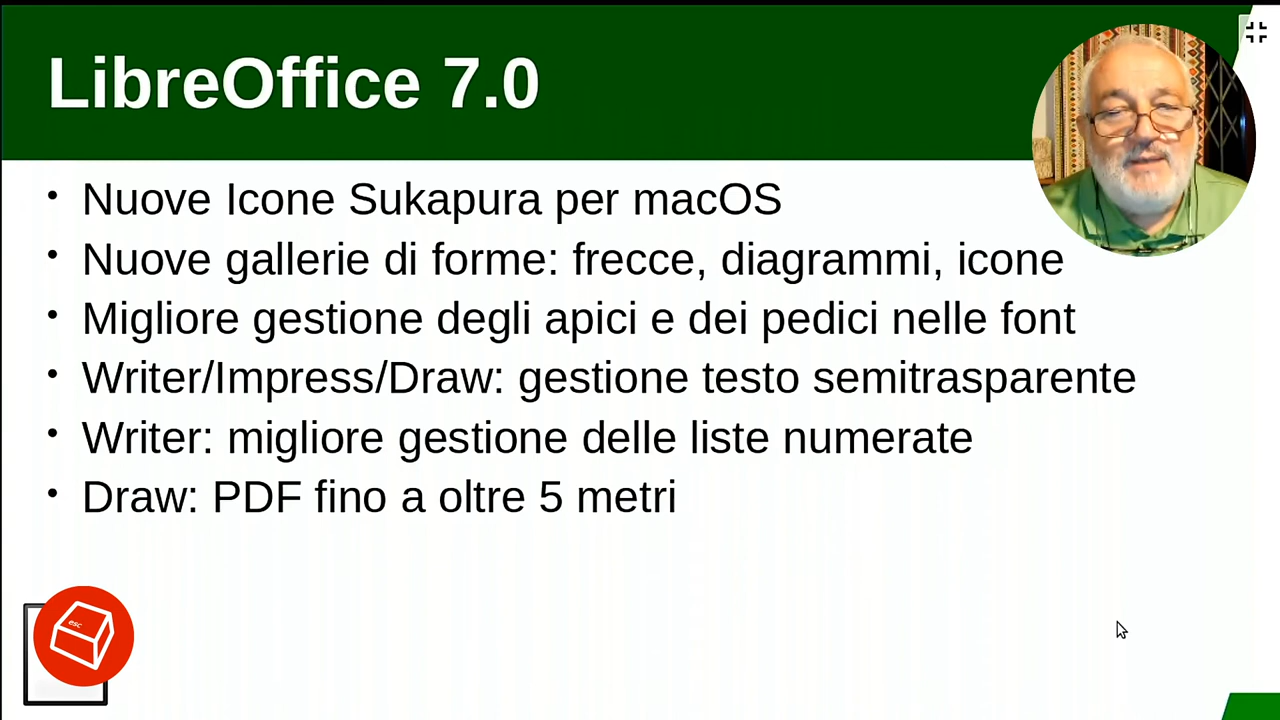 LibreOffice 7.0
• Nuove Icone Sukapura per macOS
• Nuove gallerie di forme: frecce, diagrammi, icone
• Migliore gestione degli apici e dei pedici nelle font
• Writer/Impress/Draw: gestione testo semitrasparente
• Writer: migliore gestione delle liste numerate
• Draw: PDF fino a oltre 5 metri
esc